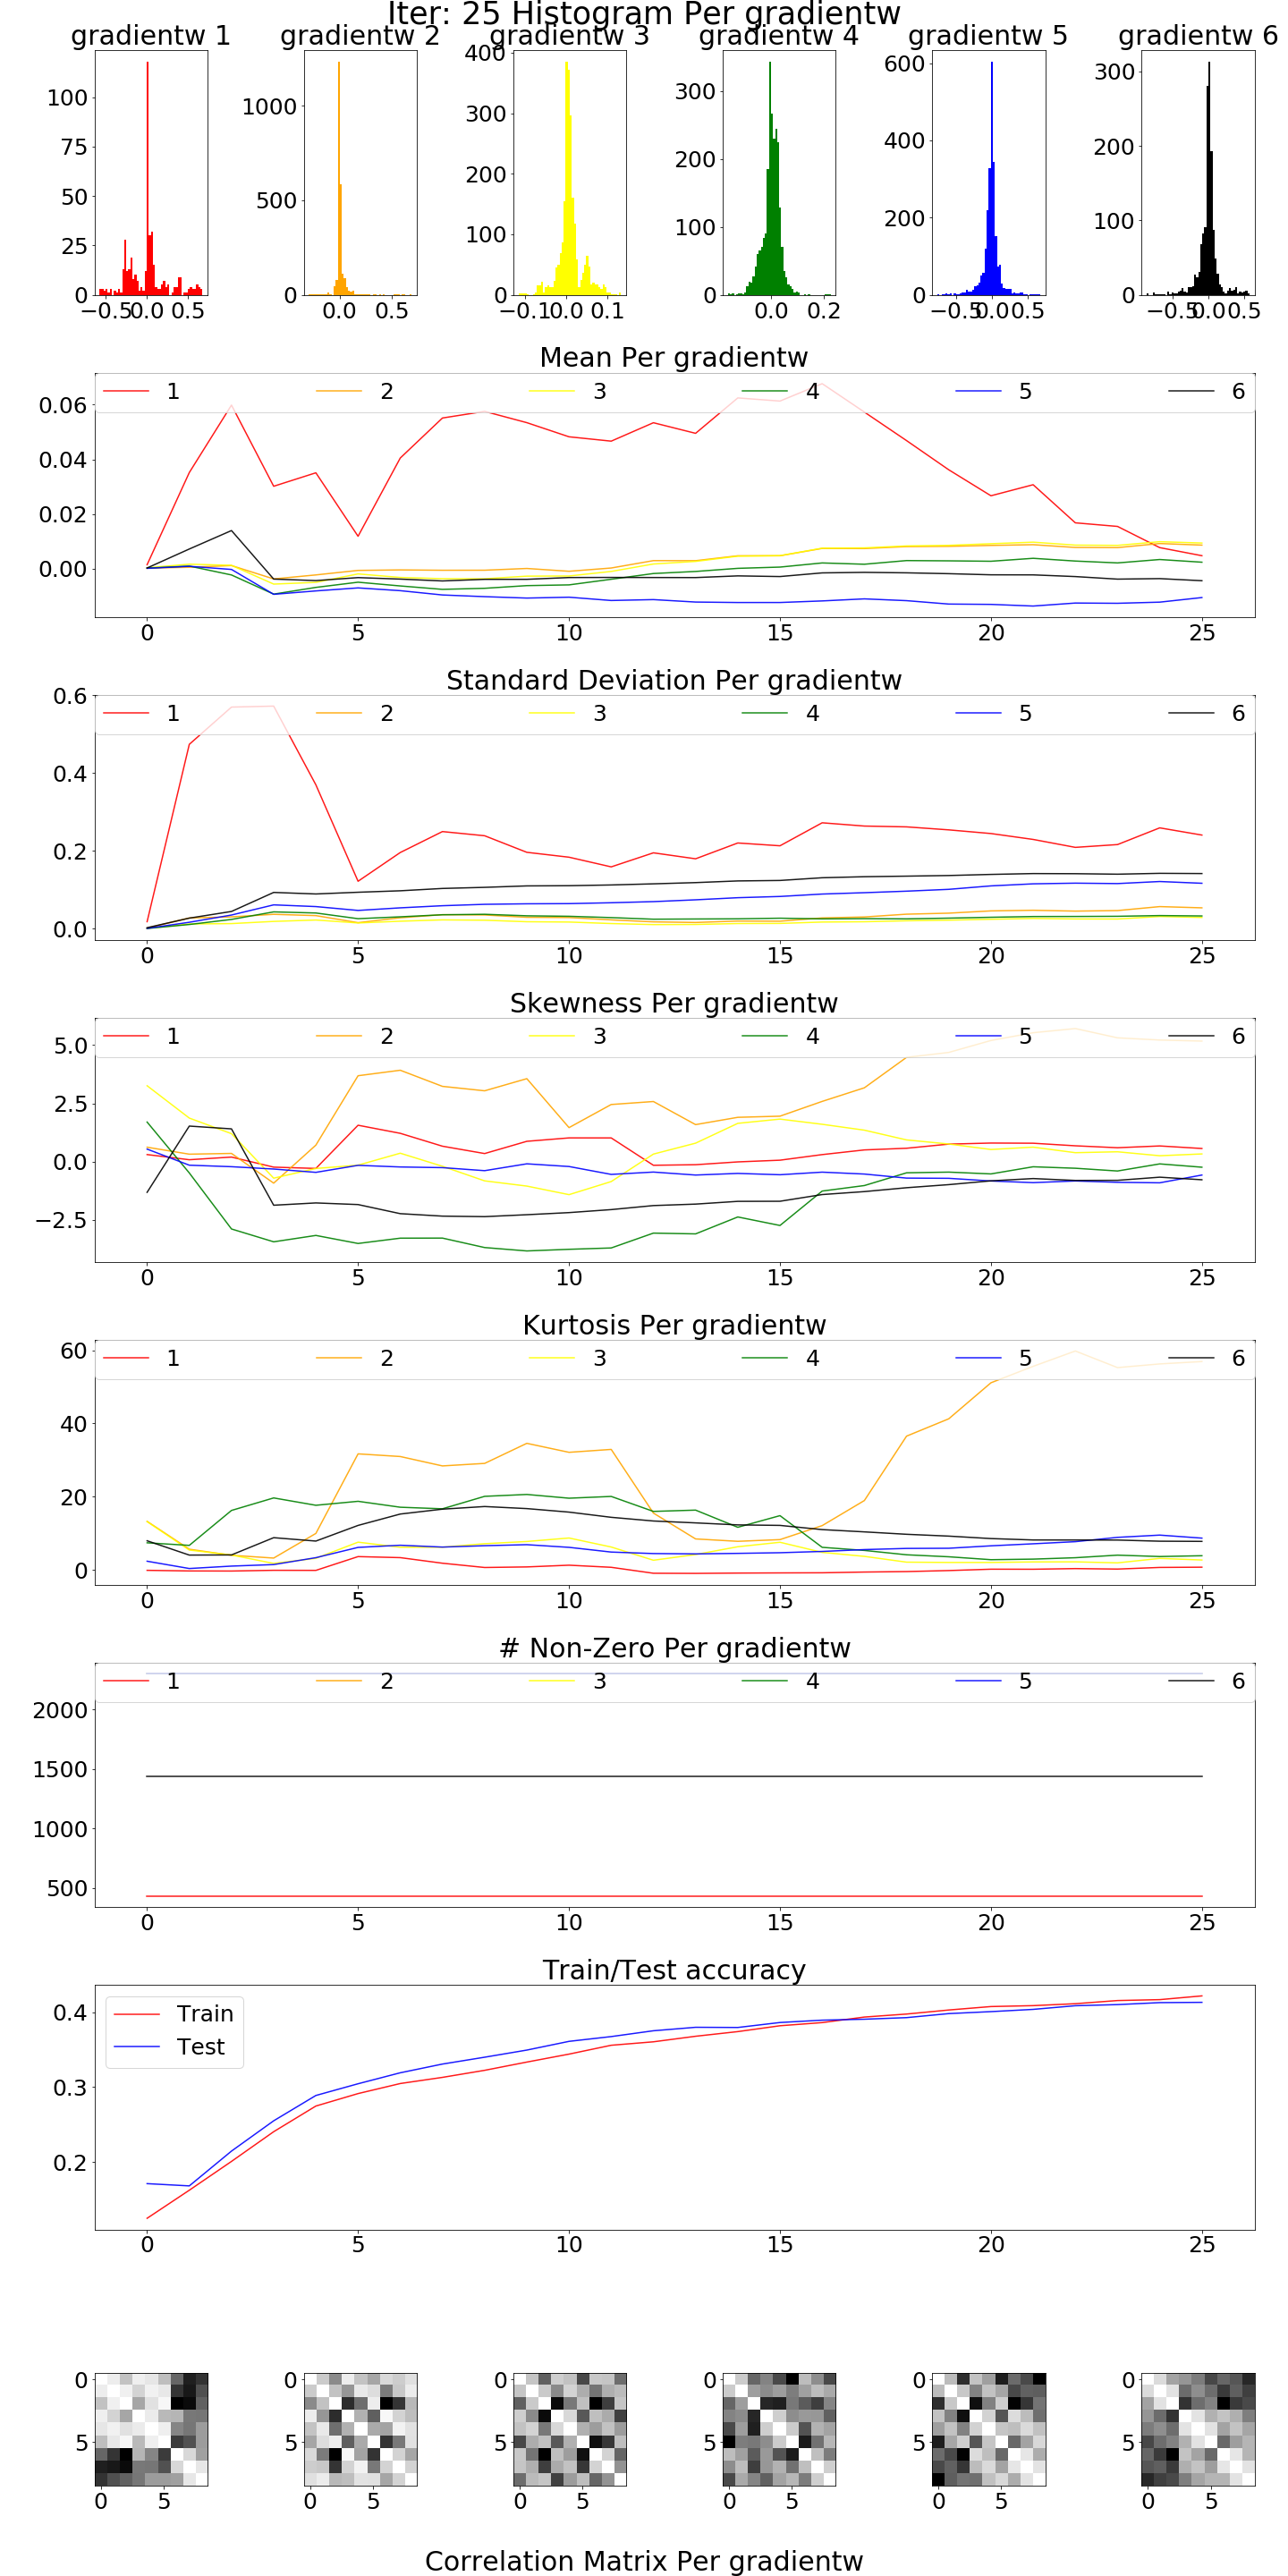 Iter: 25 Histogram Per gradientw
gradientw 1 gradientw 2 gradientw 3 gradientw 4 gradientw 5 gradientw 6
100
75
50
25
0
−0.5 0.0 0.5
1000
500
0
0.0 0.5
400
300
200
100
0
−0.1 0.0 0.1
300
200
100
0
0.0 0.2
600
400
200
0
−0.5 0.0 0.5
300
200
100
0
−0.5 0.0 0.5
Mean Per gradientw
1 2 3 4 5 6
0.06
0.04
0.02
0.00
0 5 10 15 20 25
Standard Deviation Per gradientw
1 2 3 4 5 6
0.6
0.4
0.2
0.0
0 5 10 15 20 25
Skewness Per gradientw
1 2 3 4 5 6
5.0
2.5
0.0
−2.5
0 5 10 15 20 25
Kurtosis Per gradientw
1 2 3 4 5 6
60
40
20
0
0 5 10 15 20 25
# Non-Zero Per gradientw
1 2 3 4 5 6
2000
1500
1000
500
0 5 10 15 20 25
Train/Test accuracy
Train
Test
0.4
0.3
0.2
0 5 10 15 20 25
0 0 0 0 0 0
5 5 5 5 5 5
0 5 0 5 0 5 0 5 0 5 0 5
Correlation Matrix Per gradientw